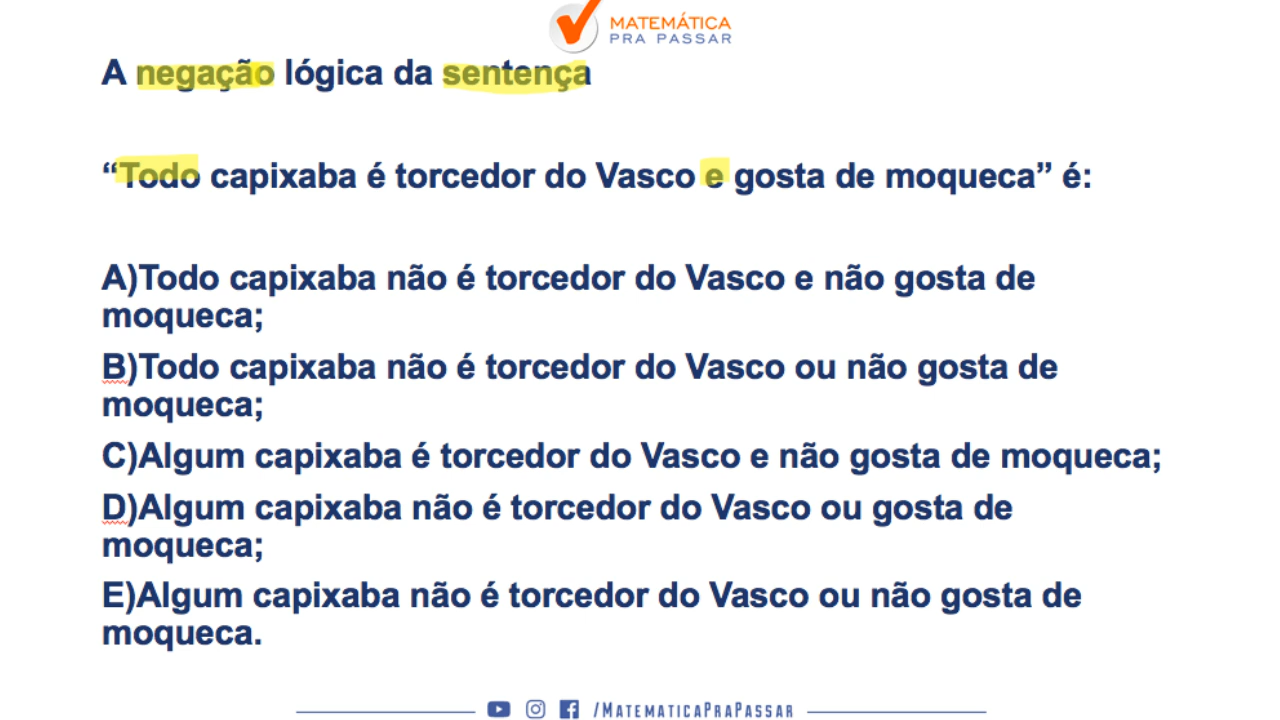 MATEMÁTICA
PRA PASSAR
A negação lógica da sentença
“Todo capixaba é torcedor do Vasco e gosta de moqueca” é:
A)Todo capixaba não é torcedor do Vasco e não gosta de
moqueca;
B)Todo capixaba não é torcedor do Vasco ou não gosta de
moqueca;
C)Algum capixaba é torcedor do Vasco e não gosta de moqueca;
D)Algum capixaba não é torcedor do Vasco ou gosta de
moqueca;
E)Algum capixaba não é torcedor do Vasco ou não gosta de
moqueca.
/MATEMATICAPRAPASSAR